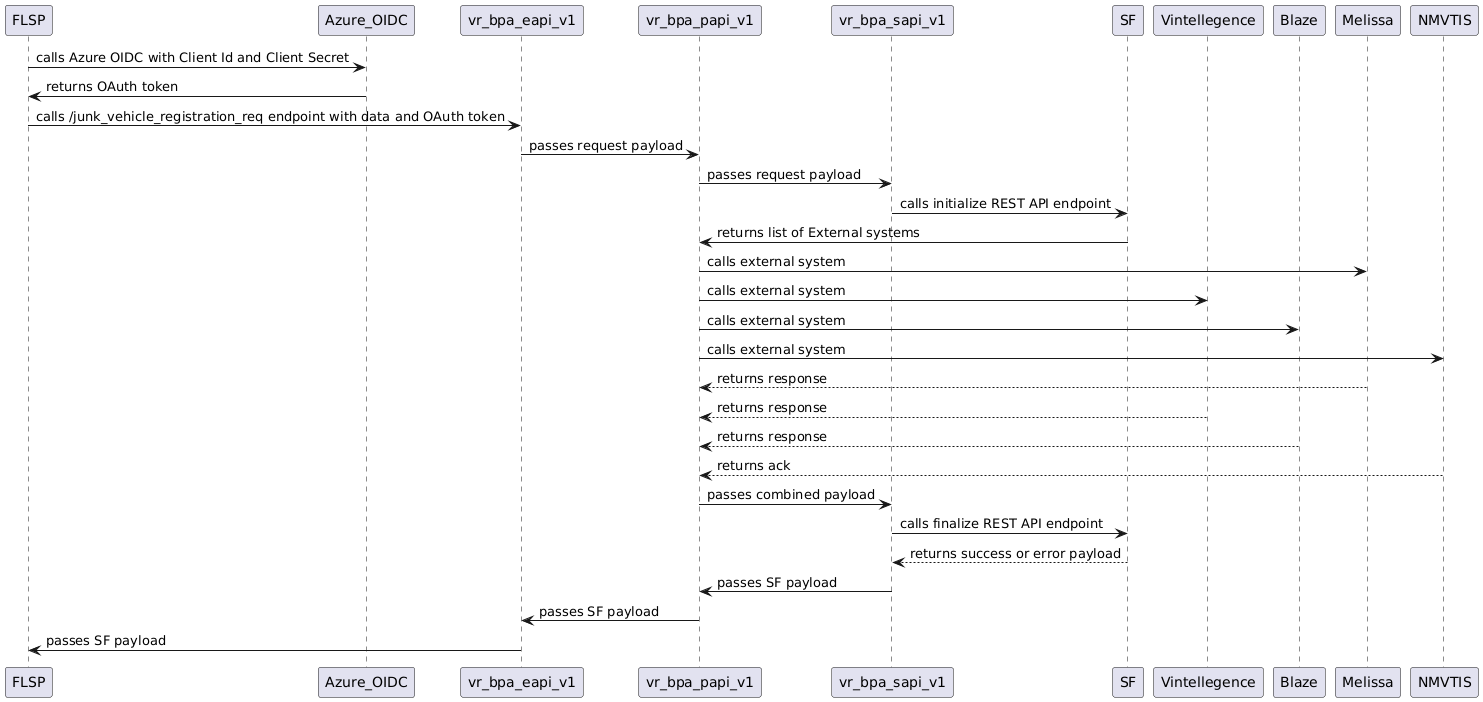 FLSP Azure_OIDC vr_bpa_eapi_v1 vr_bpa_papi_v1 vr_bpa_sapi_v1 SF Vintellegence Blaze Melissa NMVTIS
calls Azure OIDC with Client Id and Client Secret
returns OAuth token
calls /junk_vehicle_registration_req endpoint with data and OAuth token
passes request payload
passes request payload
calls initialize REST API endpoint
returns list of External systems
calls external system
calls external system
calls external system
calls external system
returns response
returns response
returns response
returns ack
passes combined payload
calls finalize REST API endpoint
returns success or error payload
passes SF payload
passes SF payload
passes SF payload
FLSP Azure_OIDC vr_bpa_eapi_v1 vr_bpa_papi_v1 vr_bpa_sapi_v1 SF Vintellegence Blaze Melissa NMVTIS